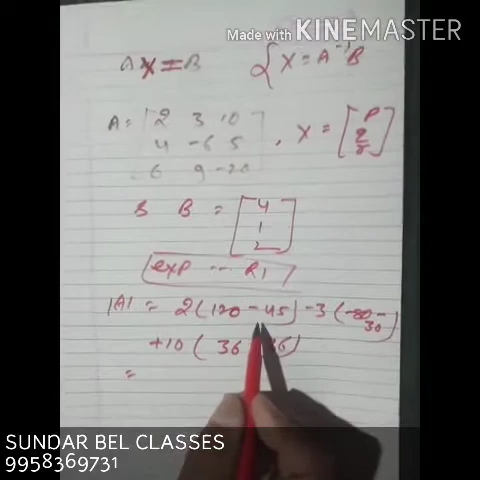 Made with KINEMASTER
AX=B { X = A⁻¹B
A = [2 3 10
4 -6 5
6 9 -20] , X = [p
q
r]
B = [4
1
2]
exp -- R1
|A| = 2(120-45) -3(-80-30)
+10(36 36)
=
SUNDAR BEL CLASSES
9958369731